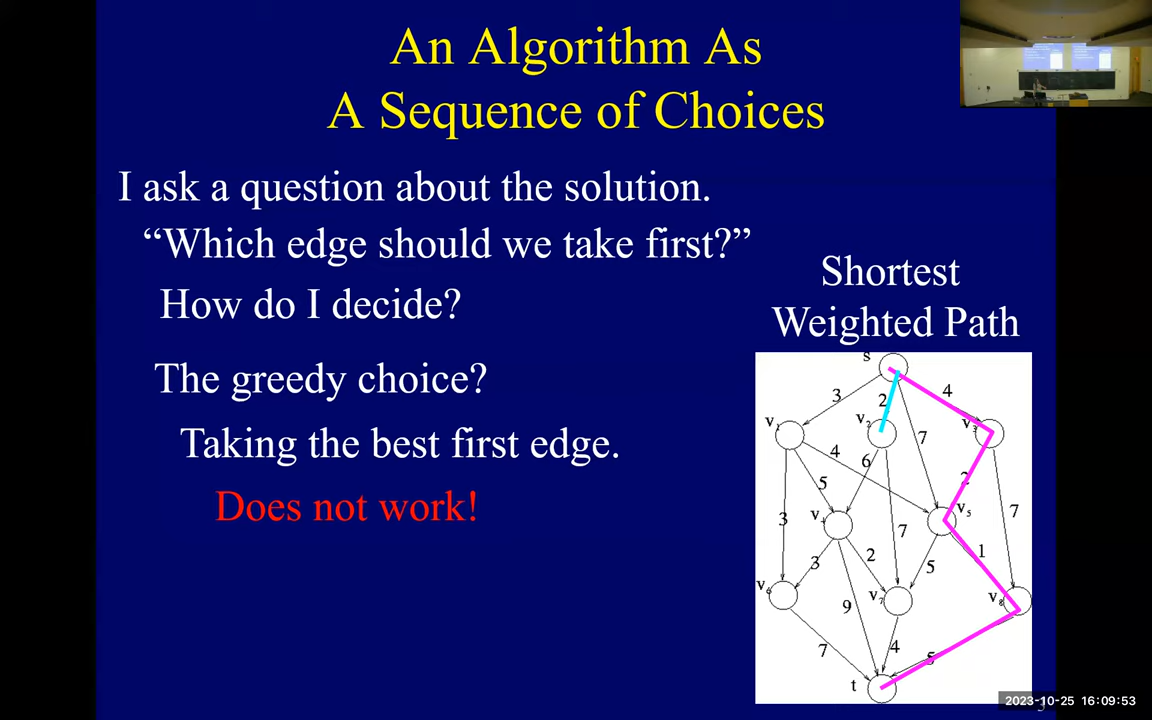 An Algorithm As
A Sequence of Choices
I ask a question about the solution.
“Which edge should we take first?”
How do I decide?
The greedy choice?
Taking the best first edge.
Does not work!
Shortest
Weighted Path
s
3
2
4
v1
v2
7
v3
4
6
5
2
3
v
v5
7
7
2
1
3
5
v6
9
v7
v8
7
4
5
t
2023-10-25 16:09:53